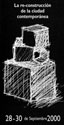 La re-construcción
de la ciudad
contemporánea
28-30 de Septiembre 2000